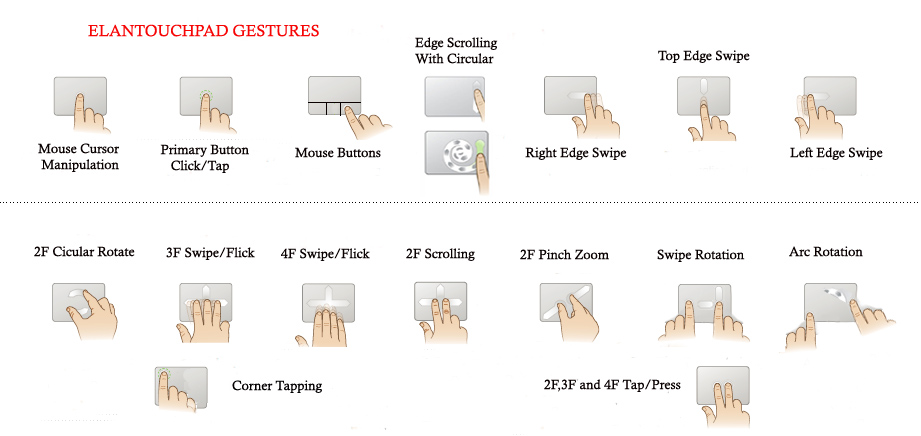 ELANTOUCHPAD GESTURES
Edge Scrolling
With Circular
Top Edge Swipe
Mouse Cursor
Manipulation
Primary Button
Click/Tap
Mouse Buttons
Right Edge Swipe
Left Edge Swipe
2F Cicular Rotate
3F Swipe/Flick
4F Swipe/Flick
2F Scrolling
2F Pinch Zoom
Swipe Rotation
Arc Rotation
Corner Tapping
2F,3F and 4F Tap/Press